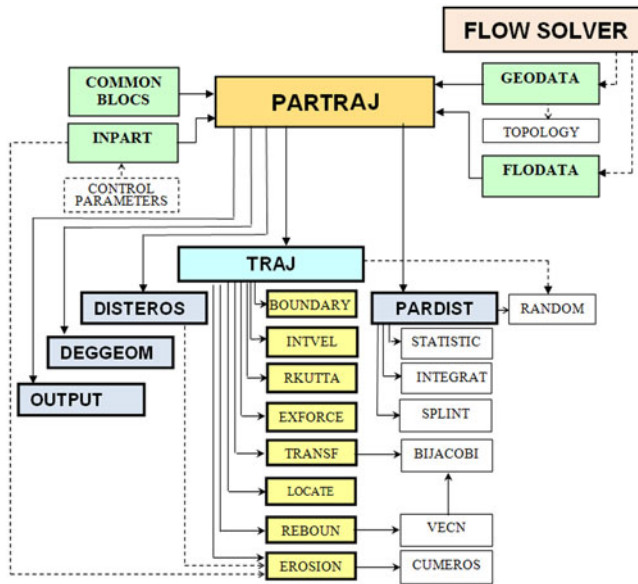 FLOW SOLVER
COMMON
BLOCS
PARTRAJ
GEODATA
INPART
TOPOLOGY
CONTROL
PARAMETERS
FLODATA
TRAJ
DISTEROS
BOUNDARY
PARDIST
RANDOM
DEGGEOM
INTVEL
STATISTIC
RKUTTA
INTEGRAT
OUTPUT
EXFORCE
SPLINT
TRANSF
BIJACOBI
LOCATE
REBOUN
VECN
EROSION
CUMEROS